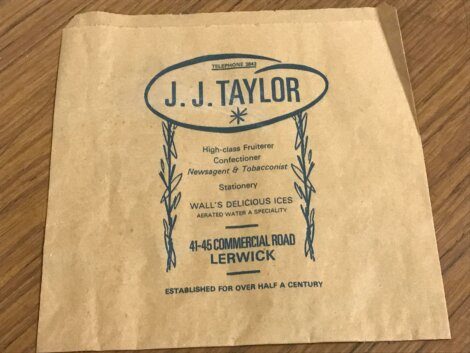 TELEPHONE 3843
J. J. TAYLOR
High-class Fruiterer
Confectioner
Newsagent & Tobacconist
Stationery
WALL'S DELICIOUS ICES
AERATED WATER A SPECIALITY
41-45 COMMERCIAL ROAD
LERWICK
ESTABLISHED FOR OVER HALF A CENTURY